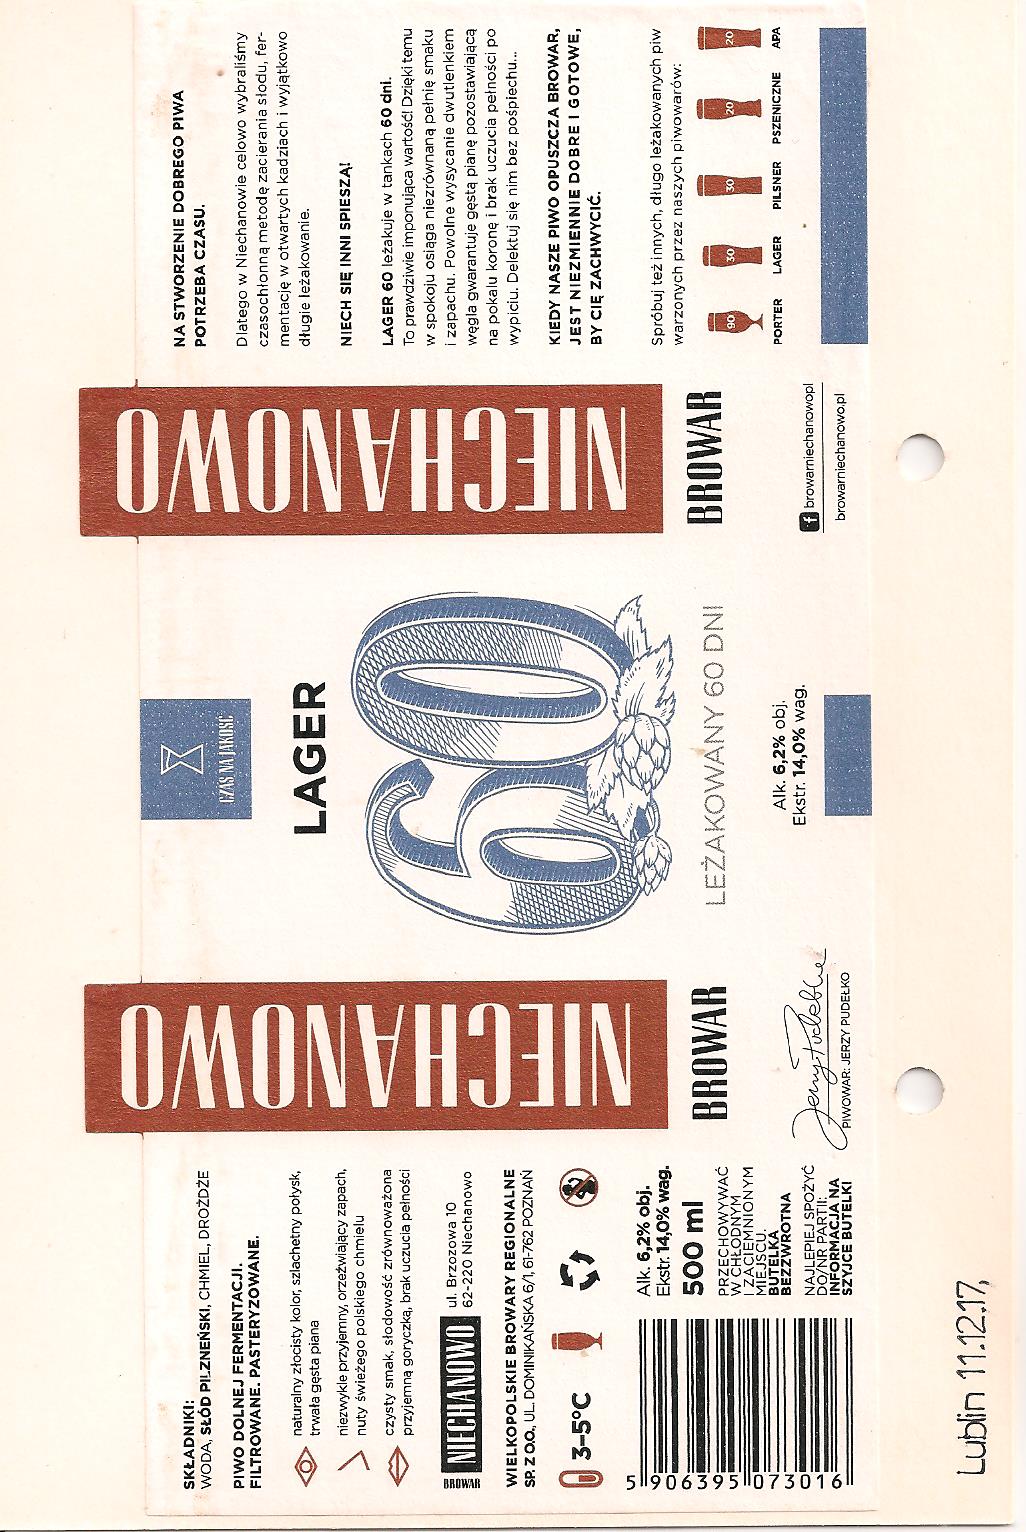 SKŁADNIKI:
WODA, SŁÓD PILZNEŃSKI, CHMIEL, DROŻDŻE
PIWO DOLNEJ FERMENTACJI.
FILTROWANE. PASTERYZOWANE.
naturalny złocisty kolor, szlachetny połysk,
trwała gęsta piana
niezwykle przyjemny, orzeźwiający zapach,
nuty świeżego polskiego chmielu
czysty smak, słodowość zrównoważona
przyjemną goryczką, brak uczucia pełności
NIECHANOWO
BROWAR
ul. Brzozowa 10
62-220 Niechanowo
WIELKOPOLSKIE BROWARY REGIONALNE
SP. Z O.O., UL. DOMINIKAŃSKA 6/1, 61-762 POZNAŃ
3-5°C
5 906395 073016
Alk. 6,2% obj.
Ekstr. 14,0% wag.
500 ml
PRZECHOWYWAĆ
W CHŁODNYM
I ZACIEMNIONYM
MIEJSCU.
BUTELKA
BEZZWROTNA
NAJLEPIEJ SPOŻYĆ
DO/NR PARTII:
INFORMACJA NA
SZYJCE BUTELKI
NIECHANOWO
BROWAR
Jerzy Pudełko
PIWOWAR: JERZY PUDEŁKO
CZAS NA JAKOŚĆ
LAGER
60
LEŻAKOWANY 60 DNI
Alk. 6,2% obj.
Ekstr. 14,0% wag.
NIECHANOWO
BROWAR
f browarniechanowopl
browarniechanowo.pl
NA STWORZENIE DOBREGO PIWA
POTRZEBA CZASU.
Dlatego w Niechanowie celowo wybraliśmy
czasochłonną metodę zacierania słodu, fer-
mentację w otwartych kadziach i wyjątkowo
długie leżakowanie.
NIECH SIĘ INNI SPIESZĄ!
LAGER 60 leżakuje w tankach 60 dni.
To prawdziwie imponująca wartość! Dzięki temu
w spokoju osiąga niezrównaną pełnię smaku
i zapachu. Powolne wysycanie dwutlenkiem
węgla gwarantuje gęstą pianę pozostawiającą
na pokalu koronę i brak uczucia pełności po
wypiciu. Delektuj się nim bez pośpiechu...
KIEDY NASZE PIWO OPUSZCZA BROWAR,
JEST NIEZMIENNIE DOBRE I GOTOWE,
BY CIĘ ZACHWYCIĆ.
Spróbuj też innych, długo leżakowanych piw
warzonych przez naszych piwowarów:
90 30 30 20 20
PORTER LAGER PILSNER PSZENICZNE APA
Lublin 11.12.17,